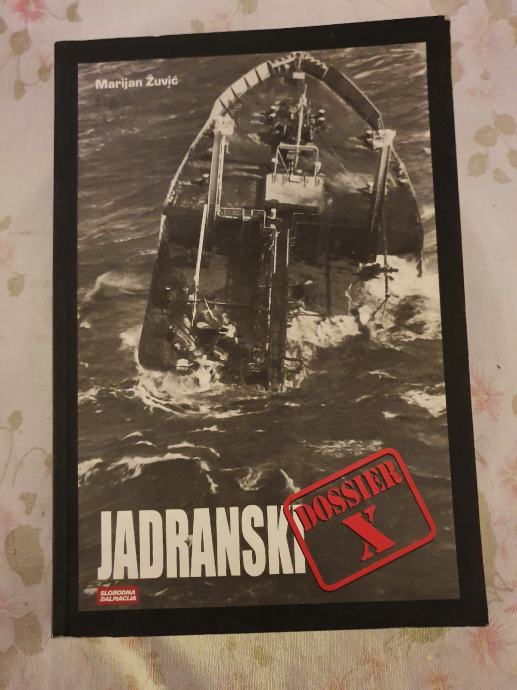 Marijan Žuvić
JADRANSKI
DOSSIER
X
SLOBODNA
DALMACIJA